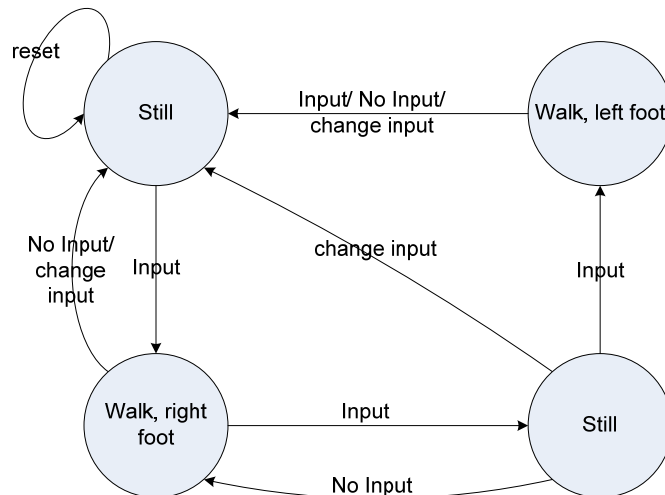 reset
Still
Input/ No Input/
change input
Walk, left foot
No Input/
change
input
Input
change input
Input
Walk, right
foot
Input
Still
No Input